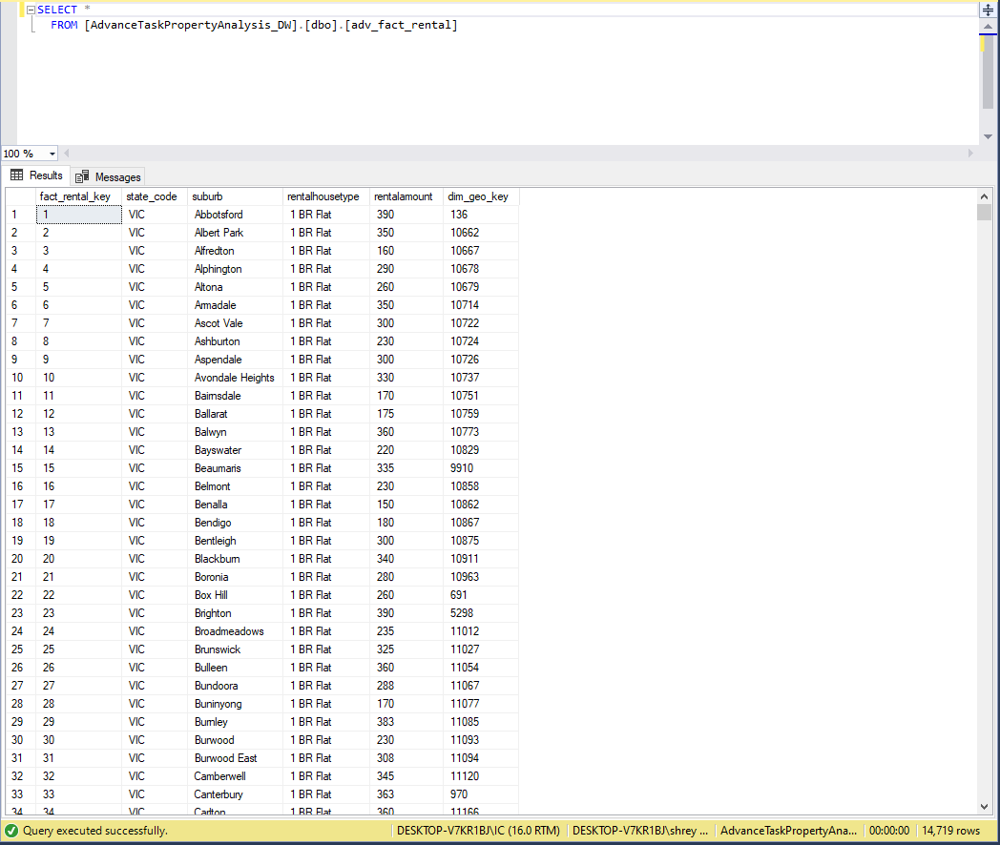 SELECT *
FROM [AdvanceTaskPropertyAnalysis_DW].[dbo].[adv_fact_rental]
100 %
Results Messages
fact_rental_key state_code suburb rentalhousetype rentalamount dim_geo_key
1 1 VIC Abbotsford 1 BR Flat 390 136
2 2 VIC Albert Park 1 BR Flat 350 10662
3 3 VIC Alfredton 1 BR Flat 160 10667
4 4 VIC Alphington 1 BR Flat 290 10678
5 5 VIC Altona 1 BR Flat 260 10679
6 6 VIC Armadale 1 BR Flat 350 10714
7 7 VIC Ascot Vale 1 BR Flat 300 10722
8 8 VIC Ashburton 1 BR Flat 230 10724
9 9 VIC Aspendale 1 BR Flat 300 10726
10 10 VIC Avondale Heights 1 BR Flat 330 10737
11 11 VIC Bairnsdale 1 BR Flat 170 10751
12 12 VIC Ballarat 1 BR Flat 175 10759
13 13 VIC Balwyn 1 BR Flat 360 10773
14 14 VIC Bayswater 1 BR Flat 220 10829
15 15 VIC Beaumaris 1 BR Flat 335 9910
16 16 VIC Belmont 1 BR Flat 230 10858
17 17 VIC Benalla 1 BR Flat 150 10862
18 18 VIC Bendigo 1 BR Flat 180 10867
19 19 VIC Bentleigh 1 BR Flat 300 10875
20 20 VIC Blackburn 1 BR Flat 340 10911
21 21 VIC Boronia 1 BR Flat 280 10963
22 22 VIC Box Hill 1 BR Flat 260 691
23 23 VIC Brighton 1 BR Flat 390 5298
24 24 VIC Broadmeadows 1 BR Flat 235 11012
25 25 VIC Brunswick 1 BR Flat 325 11027
26 26 VIC Bulleen 1 BR Flat 360 11054
27 27 VIC Bundoora 1 BR Flat 288 11067
28 28 VIC Buninyong 1 BR Flat 170 11077
29 29 VIC Burnley 1 BR Flat 383 11085
30 30 VIC Burwood 1 BR Flat 230 11093
31 31 VIC Burwood East 1 BR Flat 308 11094
32 32 VIC Camberwell 1 BR Flat 345 11120
33 33 VIC Canterbury 1 BR Flat 363 970
34 34 VIC Carlton 1 BR Flat 360 11166
Query executed successfully. DESKTOP-V7KR1BJ\IC (16.0 RTM) DESKTOP-V7KR1BJ\shrey ... AdvanceTaskPropertyAna... 00:00:00 14,719 rows